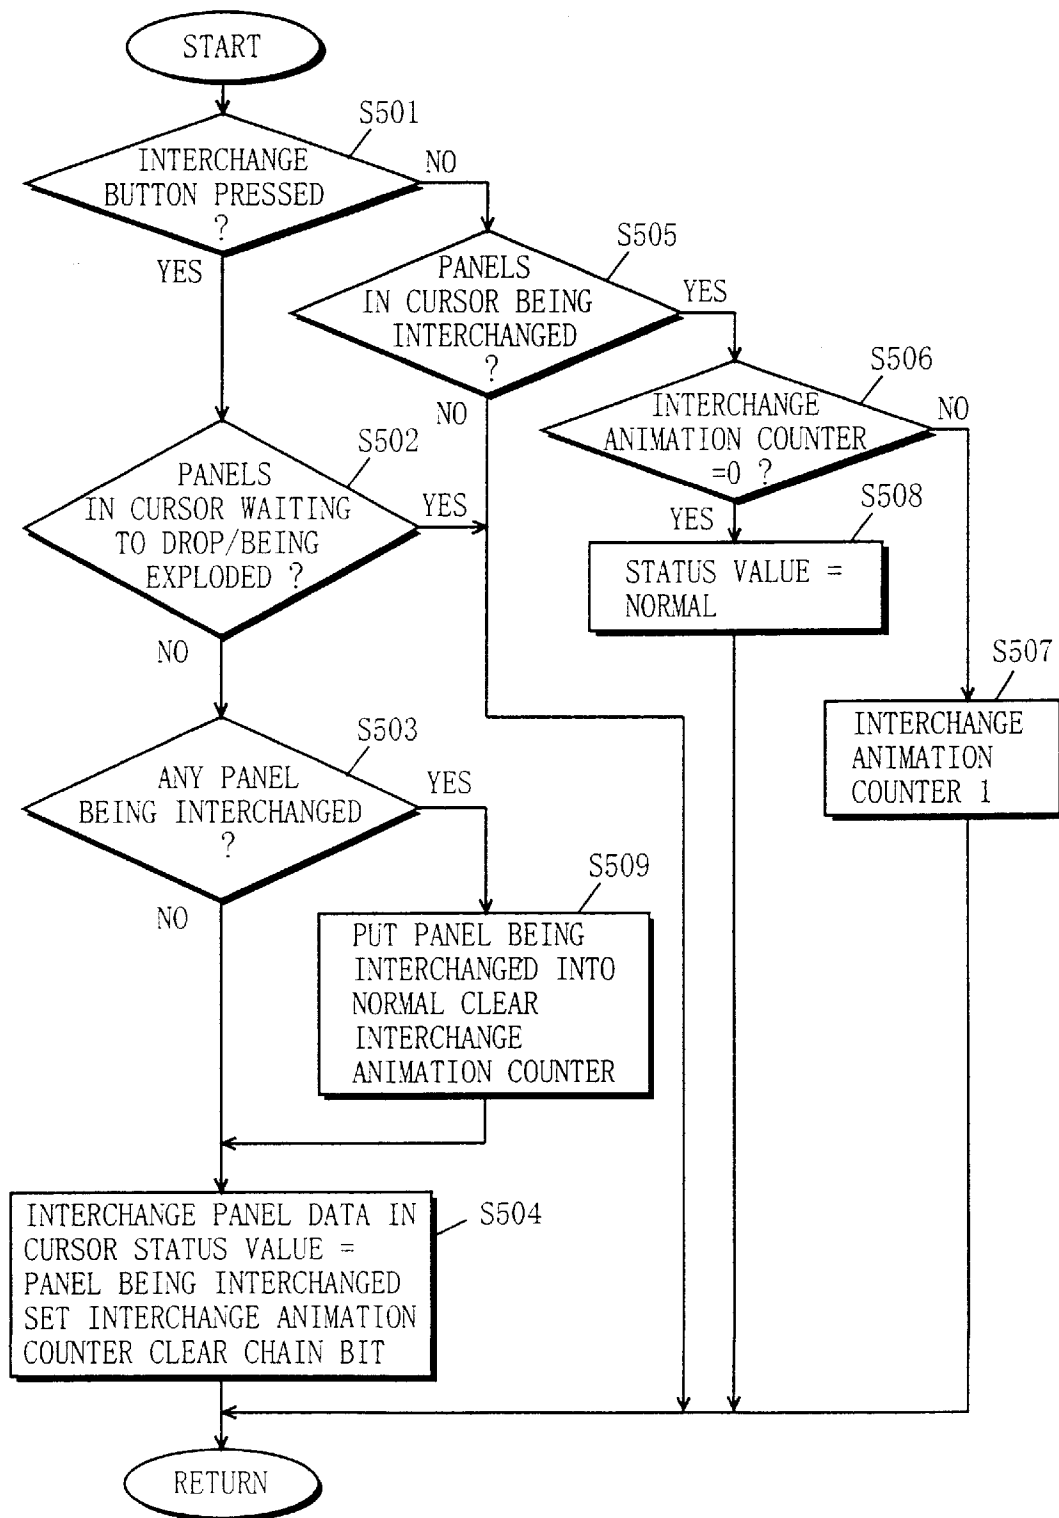 START
S501
INTERCHANGE
BUTTON PRESSED
?
NO
YES
S505
PANELS
IN CURSOR BEING
INTERCHANGED
?
YES
NO
S506
INTERCHANGE
ANIMATION COUNTER
=0 ?
NO
YES
S502
PANELS
IN CURSOR WAITING
TO DROP/BEING
EXPLODED ?
YES
NO
S508
STATUS VALUE =
NORMAL
S507
INTERCHANGE
ANIMATION
COUNTER 1
S503
ANY PANEL
BEING INTERCHANGED
?
YES
NO
S509
PUT PANEL BEING
INTERCHANGED INTO
NORMAL CLEAR
INTERCHANGE
ANIMATION COUNTER
S504
INTERCHANGE PANEL DATA IN
CURSOR STATUS VALUE =
PANEL BEING INTERCHANGED
SET INTERCHANGE ANIMATION
COUNTER CLEAR CHAIN BIT
RETURN